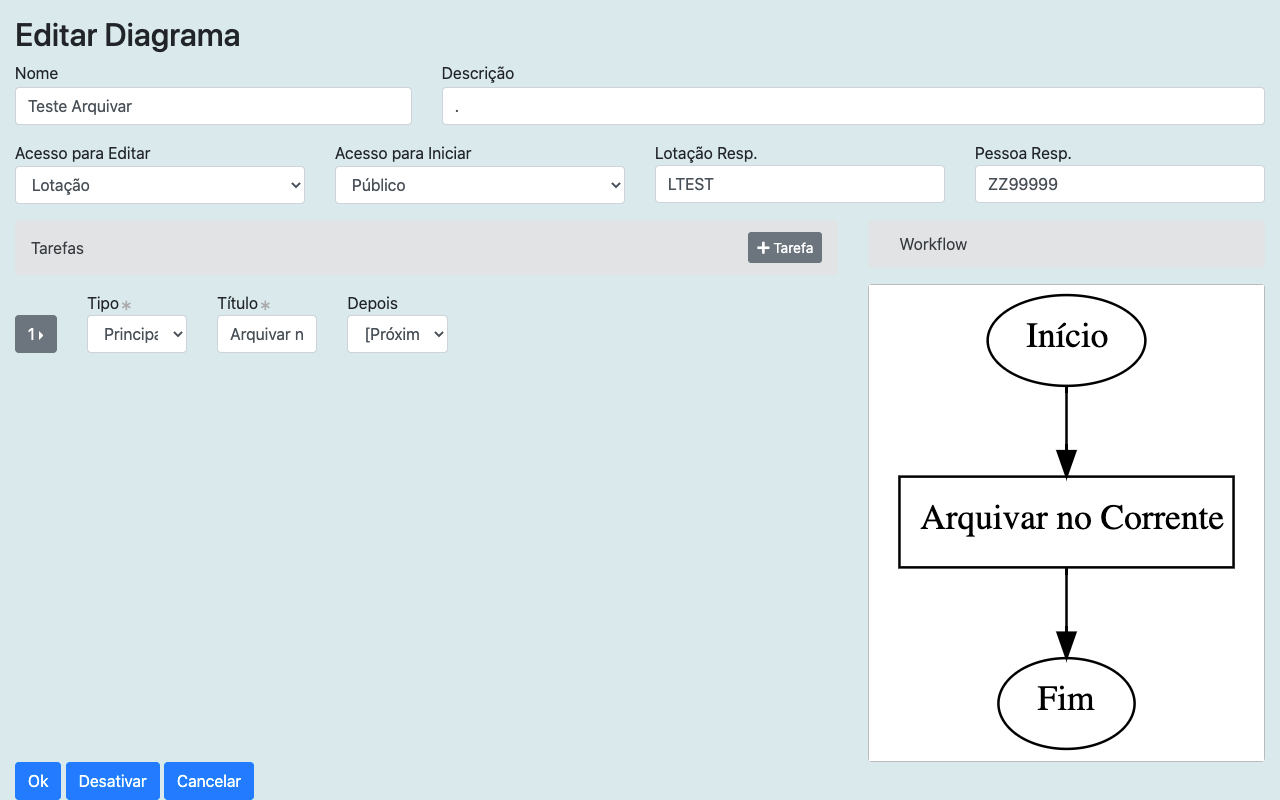 Editar Diagrama
Nome
Descrição
Teste Arquivar
.
Acesso para Editar
Acesso para Iniciar
Lotação Resp.
Pessoa Resp.
Lotação
Público
LTEST
ZZ99999
Tarefas
+ Tarefa
Workflow
Tipo*
Título*
Depois
1
Principa
Arquivar n
[Próxim
Início
Arquivar no Corrente
Fim
Ok
Desativar
Cancelar